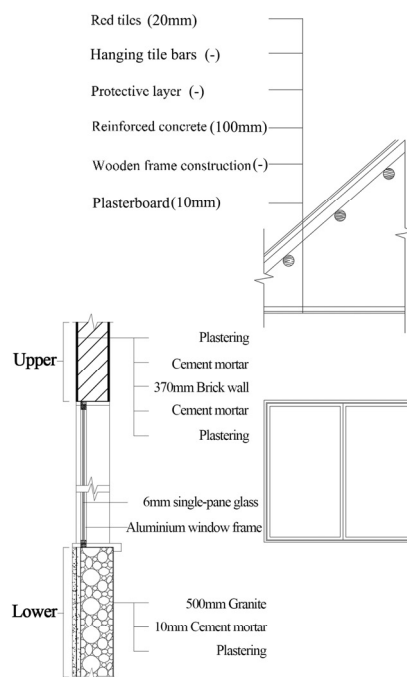 Red tiles (20mm)
Hanging tile bars (-)
Protective layer (-)
Reinforced concrete (100mm)
Wooden frame construction(-)
Plasterboard(10mm)
Upper
Plastering
Cement mortar
370mm Brick wall
Cement mortar
Plastering
6mm single-pane glass
Aluminium window frame
Lower
500mm Granite
10mm Cement mortar
Plastering